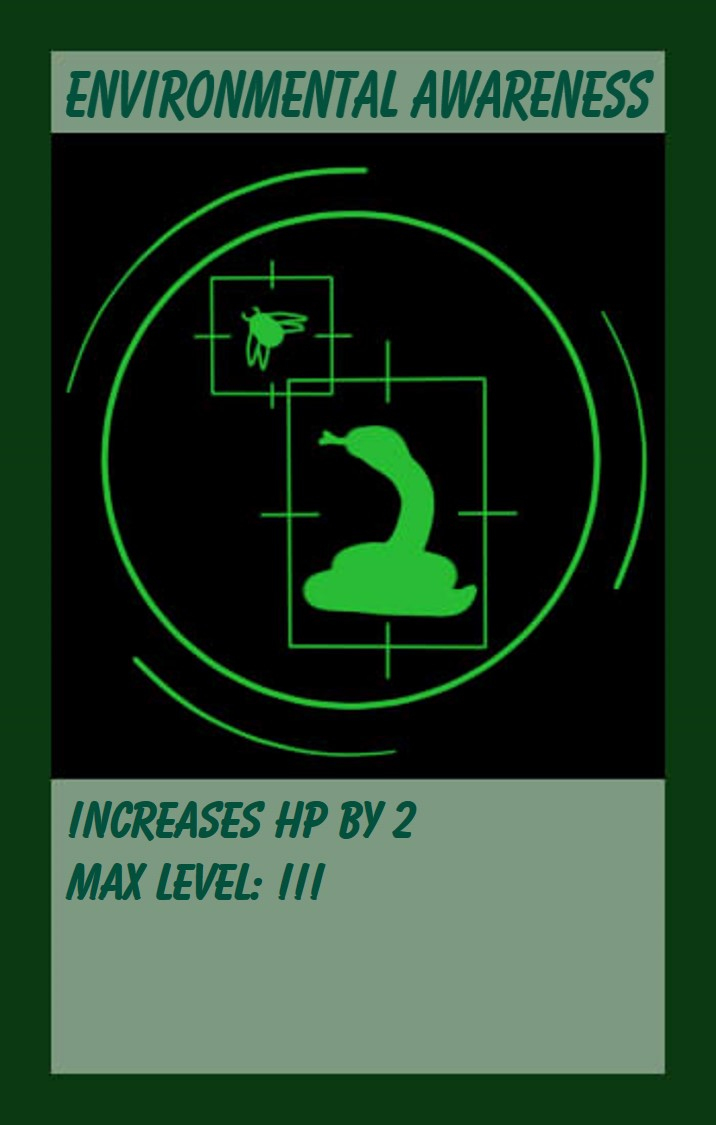 ENVIRONMENTAL AWARENESS
INCREASES HP BY 2
MAX LEVEL: III